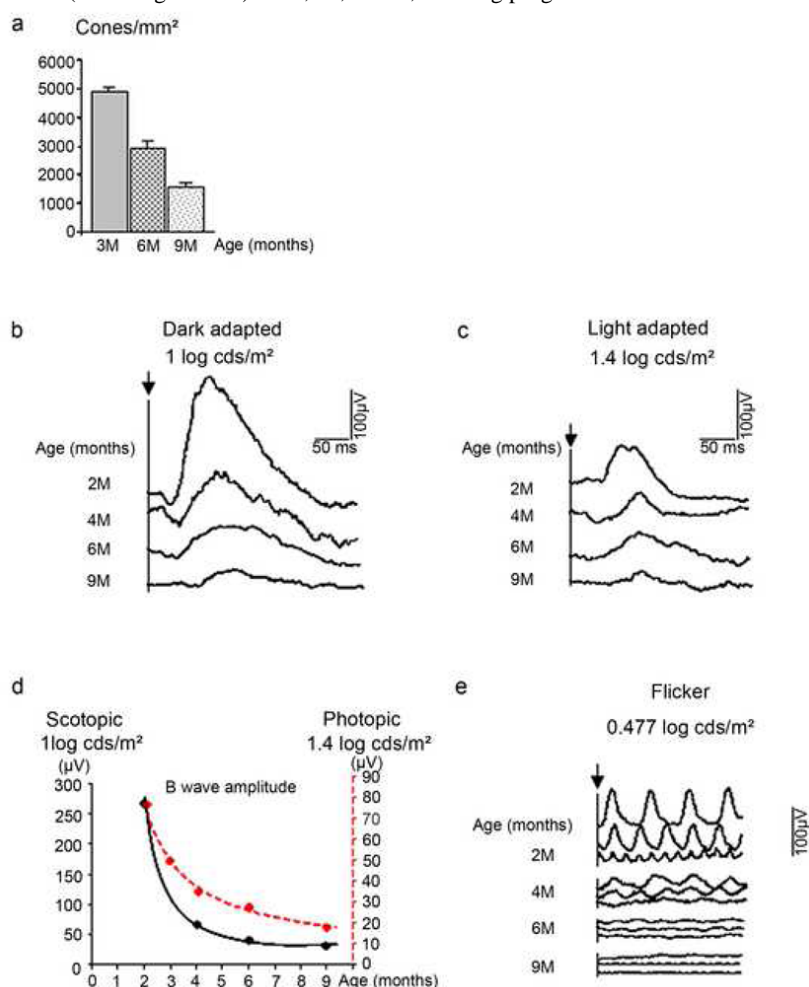 a
Cones/mm²
6000
5000
4000
3000
2000
1000
0
3M 6M 9M Age (months)
b
Dark adapted
1 log cds/m²
100µV
50 ms
Age (months)
2M
4M
6M
9M
c
Light adapted
1.4 log cds/m²
100µV
50 ms
2M
4M
6M
9M
d
Scotopic
1log cds/m²
(µV)
Photopic
1.4 log cds/m²
(µV)
B wave amplitude
300
250
200
150
100
50
0
90
80
70
60
50
40
30
20
10
0
0 1 2 3 4 5 6 7 8 9 Age (months)
e
Flicker
0.477 log cds/m²
100µV
Age (months)
2M
4M
6M
9M